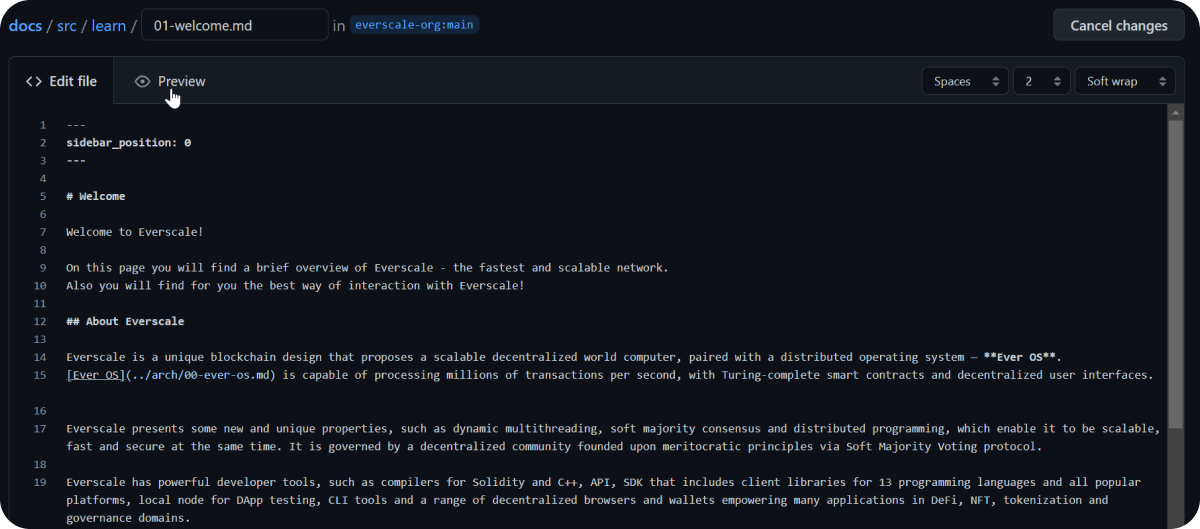 docs / src / learn / 01-welcome.md in everscale-org:main Cancel changes
<> Edit file Preview Spaces 2 Soft wrap
1 ---
2 sidebar_position: 0
3 ---
4
5 # Welcome
6
7 Welcome to Everscale!
8
9 On this page you will find a brief overview of Everscale - the fastest and scalable network.
10 Also you will find for you the best way of interaction with Everscale!
11
12 ## About Everscale
13
14 Everscale is a unique blockchain design that proposes a scalable decentralized world computer, paired with a distributed operating system — **Ever OS**.
15 [Ever OS](../arch/00-ever-os.md) is capable of processing millions of transactions per second, with Turing-complete smart contracts and decentralized user interfaces.
16
17 Everscale presents some new and unique properties, such as dynamic multithreading, soft majority consensus and distributed programming, which enable it to be scalable,
fast and secure at the same time. It is governed by a decentralized community founded upon meritocratic principles via Soft Majority Voting protocol.
18
19 Everscale has powerful developer tools, such as compilers for Solidity and C++, API, SDK that includes client libraries for 13 programming languages and all popular
platforms, local node for DApp testing, CLI tools and a range of decentralized browsers and wallets empowering many applications in DeFi, NFT, tokenization and
governance domains.